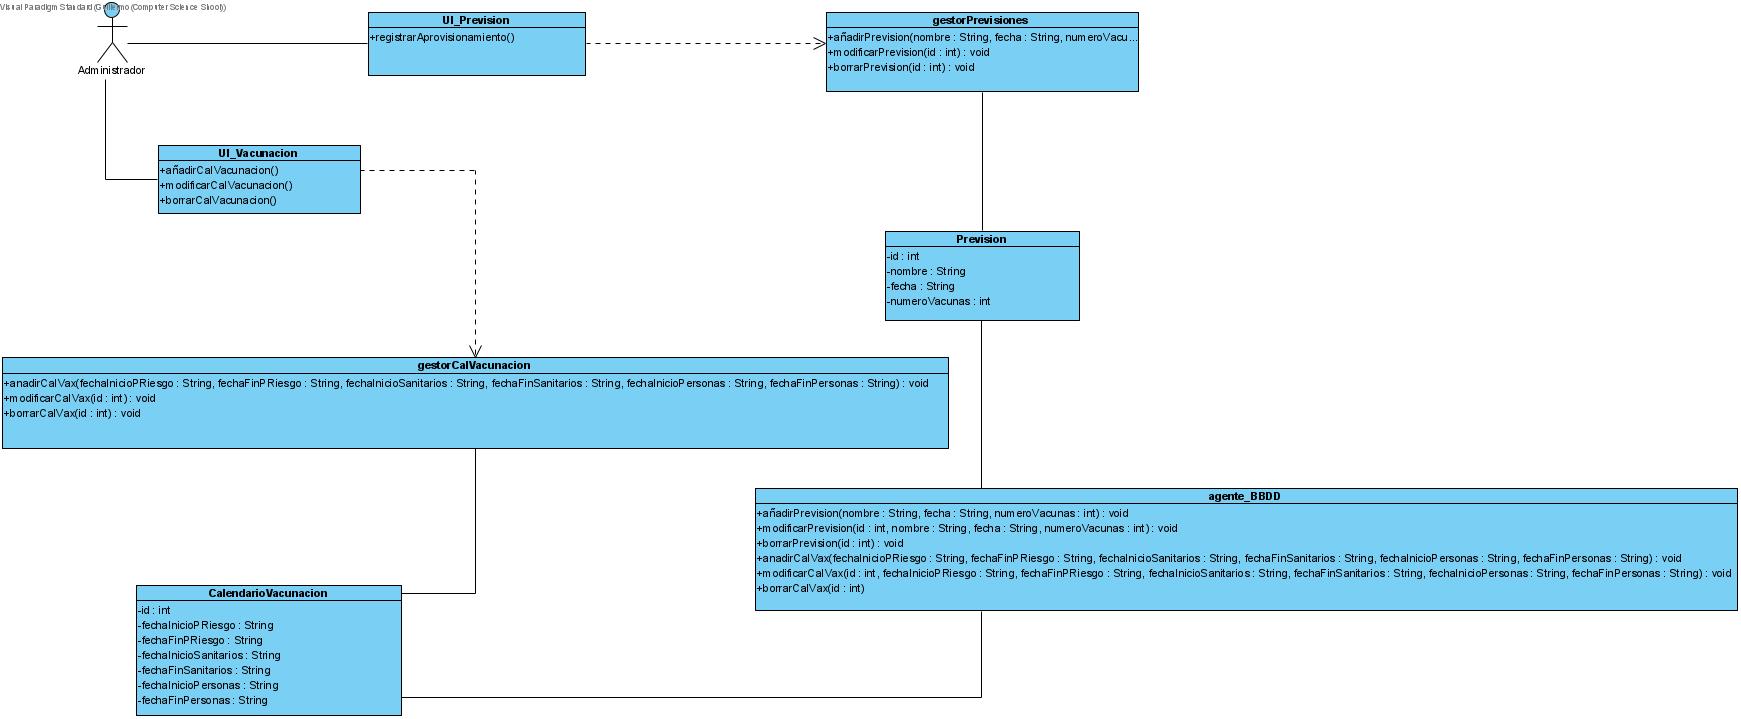 Visual Paradigm Standard (Guillermo (Computer Science Shool))
Administrador
UI_Prevision
+registrarAprovisionamiento()
gestorPrevisiones
+añadirPrevision(nombre : String, fecha : String, numeroVacu...
+modificarPrevision(id : int) : void
+borrarPrevision(id : int) : void
UI_Vacunacion
+añadirCalVacunacion()
+modificarCalVacunacion()
+borrarCalVacunacion()
Prevision
-id : int
-nombre : String
-fecha : String
-numeroVacunas : int
gestorCalVacunacion
+anadirCalVax(fechaInicioPRiesgo : String, fechaFinPRiesgo : String, fechaInicioSanitarios : String, fechaFinSanitarios : String, fechaInicioPersonas : String, fechaFinPersonas : String) : void
+modificarCalVax(id : int) : void
+borrarCalVax(id : int) : void
agente_BBDD
+añadirPrevision(nombre : String, fecha : String, numeroVacunas : int) : void
+modificarPrevision(id : int, nombre : String, fecha : String, numeroVacunas : int) : void
+borrarPrevision(id : int) : void
+anadirCalVax(fechaInicioPRiesgo : String, fechaFinPRiesgo : String, fechaInicioSanitarios : String, fechaFinSanitarios : String, fechaInicioPersonas : String, fechaFinPersonas : String) : void
+modificarCalVax(id : int, fechaInicioPRiesgo : String, fechaFinPRiesgo : String, fechaInicioSanitarios : String, fechaFinSanitarios : String, fechaInicioPersonas : String, fechaFinPersonas : String) : void
+borrarCalVax(id : int)
CalendarioVacunacion
-id : int
-fechaInicioPRiesgo : String
-fechaFinPRiesgo : String
-fechaInicioSanitarios : String
-fechaFinSanitarios : String
-fechaInicioPersonas : String
-fechaFinPersonas : String